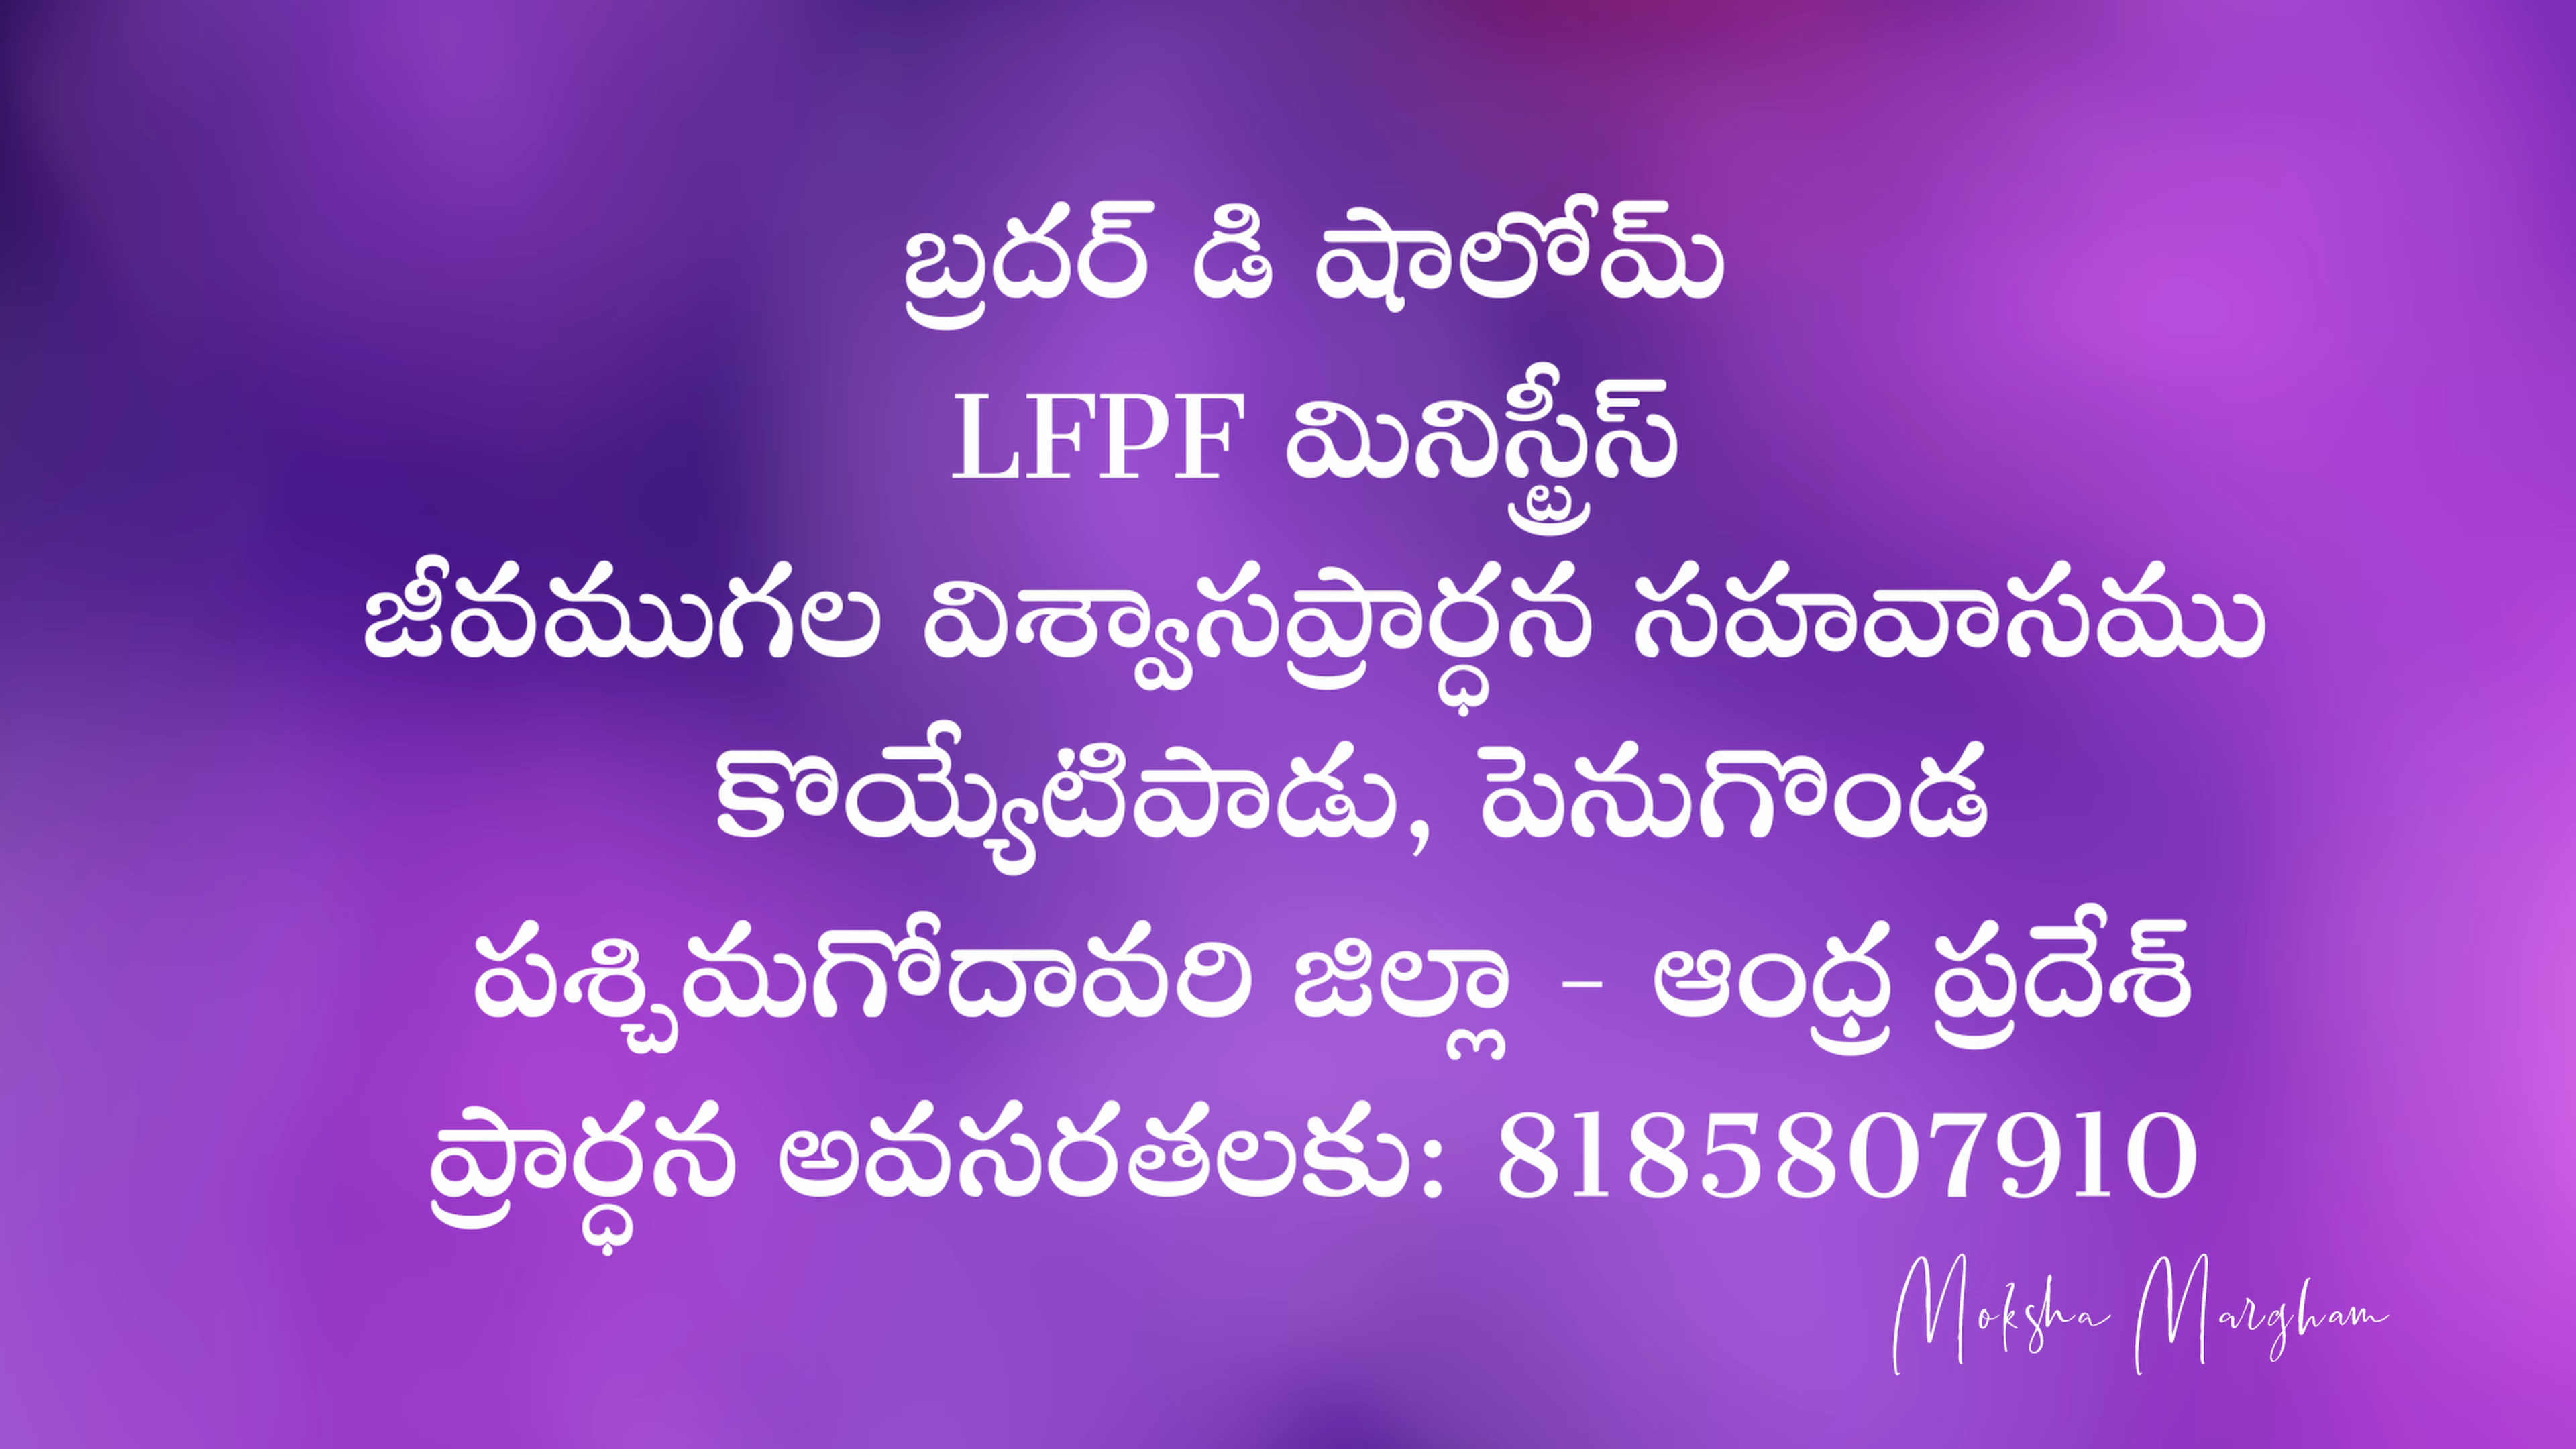 బ్రదర్ డి షాలోమ్
LFPF మినిస్ట్రీస్
జీవముగల విశ్వాసప్రార్ధన సహవాసము
కొయ్యేటిపాడు, పెనుగొండ
పశ్చిమగోదావరి జిల్లా - ఆంధ్ర ప్రదేశ్
ప్రార్ధన అవసరతలకు: 8185807910
Moksha Margham